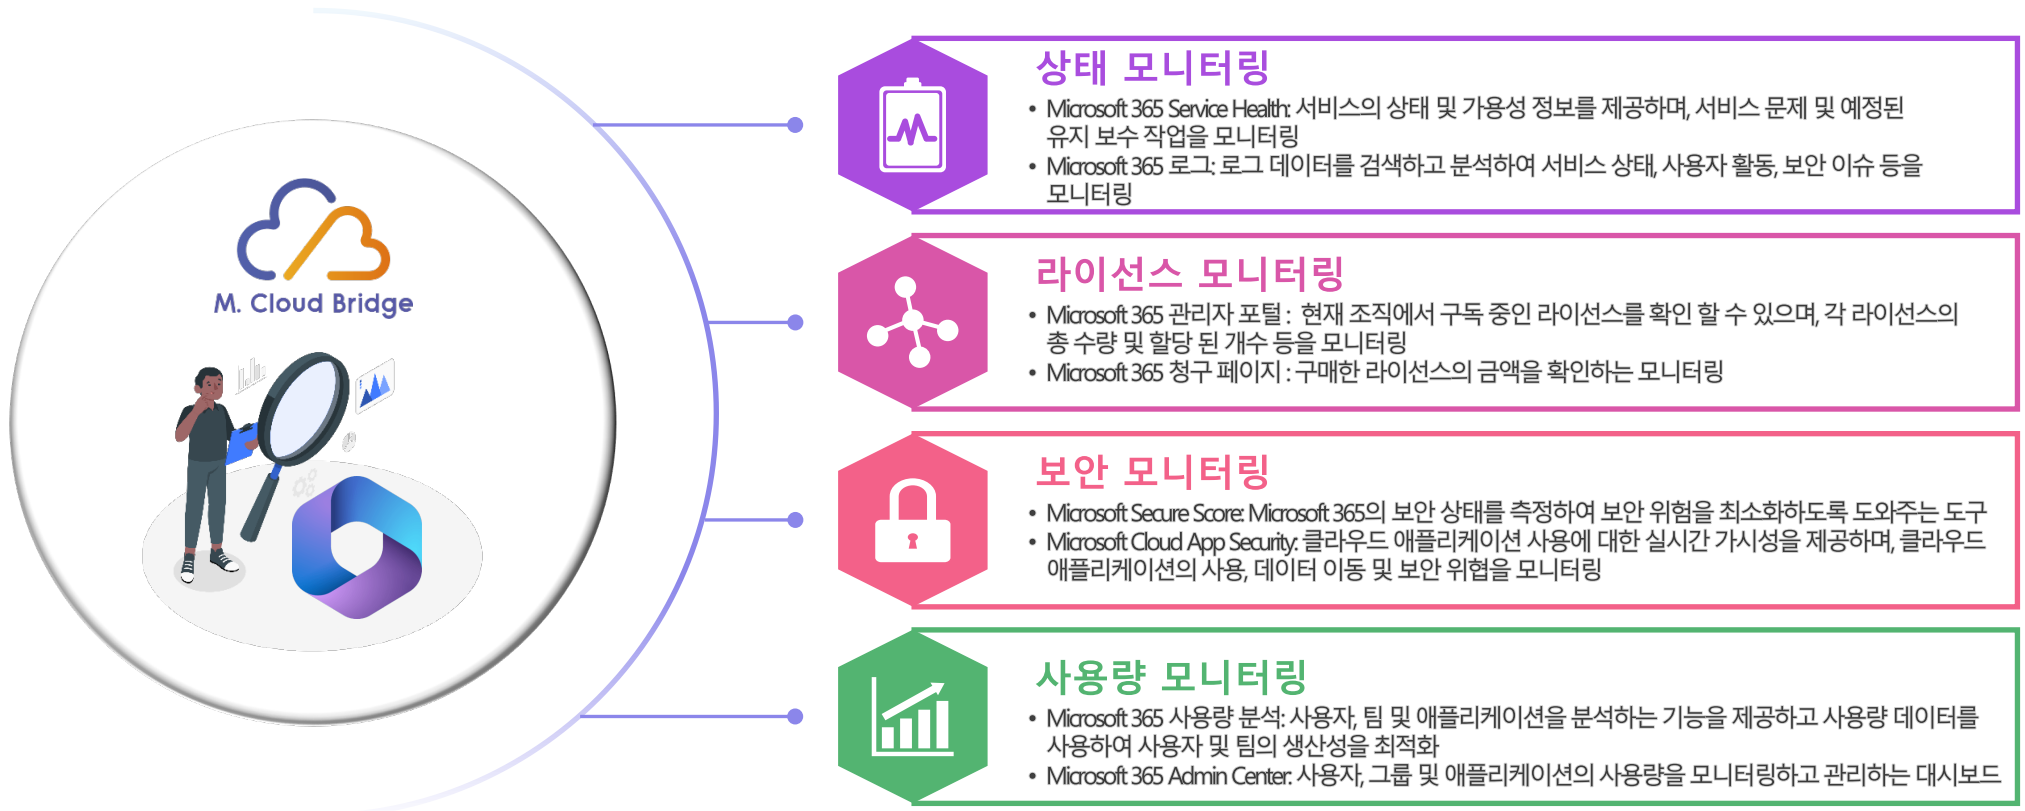 M. Cloud Bridge
상태 모니터링
• Microsoft 365 Service Health: 서비스의 상태 및 가용성 정보를 제공하며, 서비스 문제 및 예정된
유지 보수 작업을 모니터링
• Microsoft 365 로그: 로그 데이터를 검색하고 분석하여 서비스 상태, 사용자 활동, 보안 이슈 등을
모니터링
라이선스 모니터링
• Microsoft 365 관리자 포털 : 현재 조직에서 구독 중인 라이선스를 확인 할 수 있으며, 각 라이선스의
총 수량 및 할당 된 개수 등을 모니터링
• Microsoft 365 청구 페이지 : 구매한 라이선스의 금액을 확인하는 모니터링
보안 모니터링
• Microsoft Secure Score: Microsoft 365의 보안 상태를 측정하여 보안 위험을 최소화하도록 도와주는 도구
• Microsoft Cloud App Security: 클라우드 애플리케이션 사용에 대한 실시간 가시성을 제공하며, 클라우드
애플리케이션의 사용, 데이터 이동 및 보안 위협을 모니터링
사용량 모니터링
• Microsoft 365 사용량 분석: 사용자, 팀 및 애플리케이션을 분석하는 기능을 제공하고 사용량 데이터를
사용하여 사용자 및 팀의 생산성을 최적화
• Microsoft 365 Admin Center: 사용자, 그룹 및 애플리케이션의 사용량을 모니터링하고 관리하는 대시보드